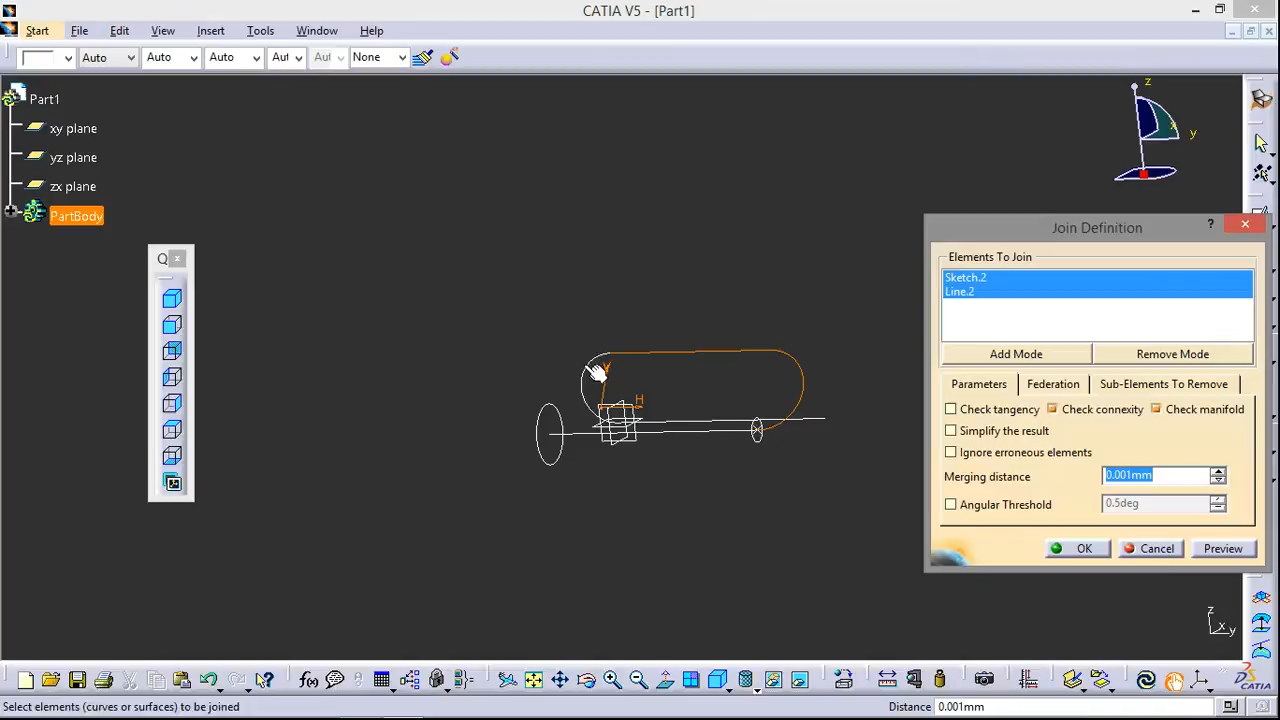 CATIA V5 - [Part1]
Start File Edit View Insert Tools Window Help
Auto Auto Auto Aut Aut None
Part1
xy plane
yz plane
zx plane
PartBody
Q
z
x
y
Join Definition
?
Elements To Join
Sketch.2
Line.2
Add Mode Remove Mode
Parameters Federation Sub-Elements To Remove
Check tangency Check connexity Check manifold
Simplify the result
Ignore erroneous elements
Merging distance 0.001mm
Angular Threshold 0.5deg
OK Cancel Preview
V
H
z
x y
f(x)
CATIA
Select elements (curves or surfaces) to be joined
Distance 0.001mm